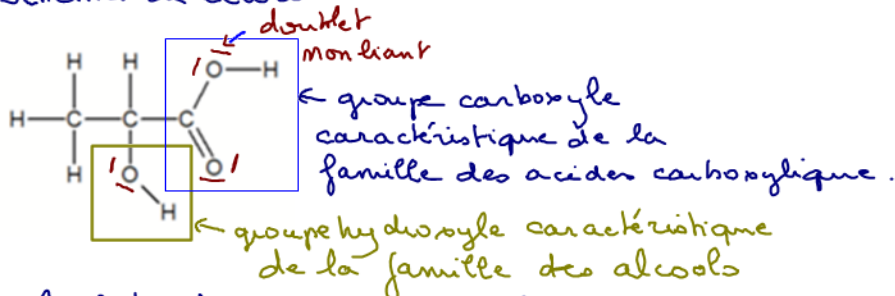 doublet
non liant
H H O—H
← groupe carboxyle
H—C—C—C
caractéristique de la
H O O
famille des acides carboxylique.
H
← groupe hydroxyle caractéristique
de la famille des alcools